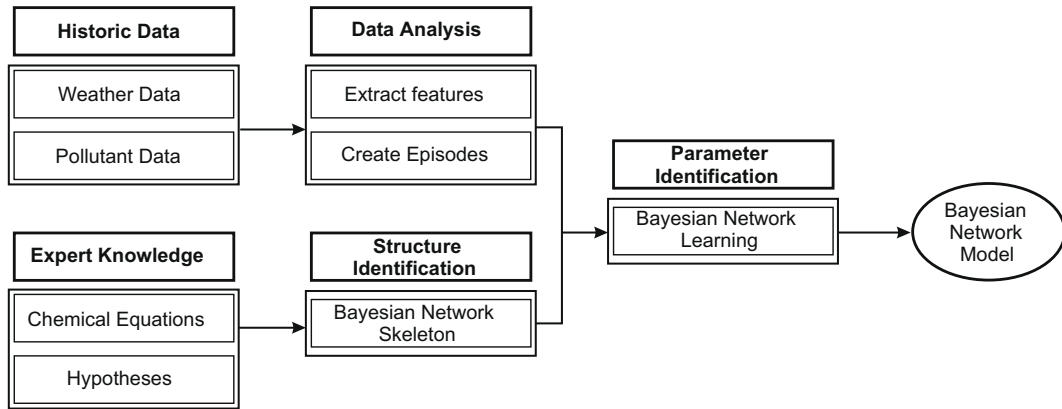 Historic Data
Weather Data
Pollutant Data
Data Analysis
Extract features
Create Episodes
Expert Knowledge
Chemical Equations
Hypotheses
Structure
Identification
Bayesian Network
Skeleton
Parameter
Identification
Bayesian Network
Learning
Bayesian
Network
Model